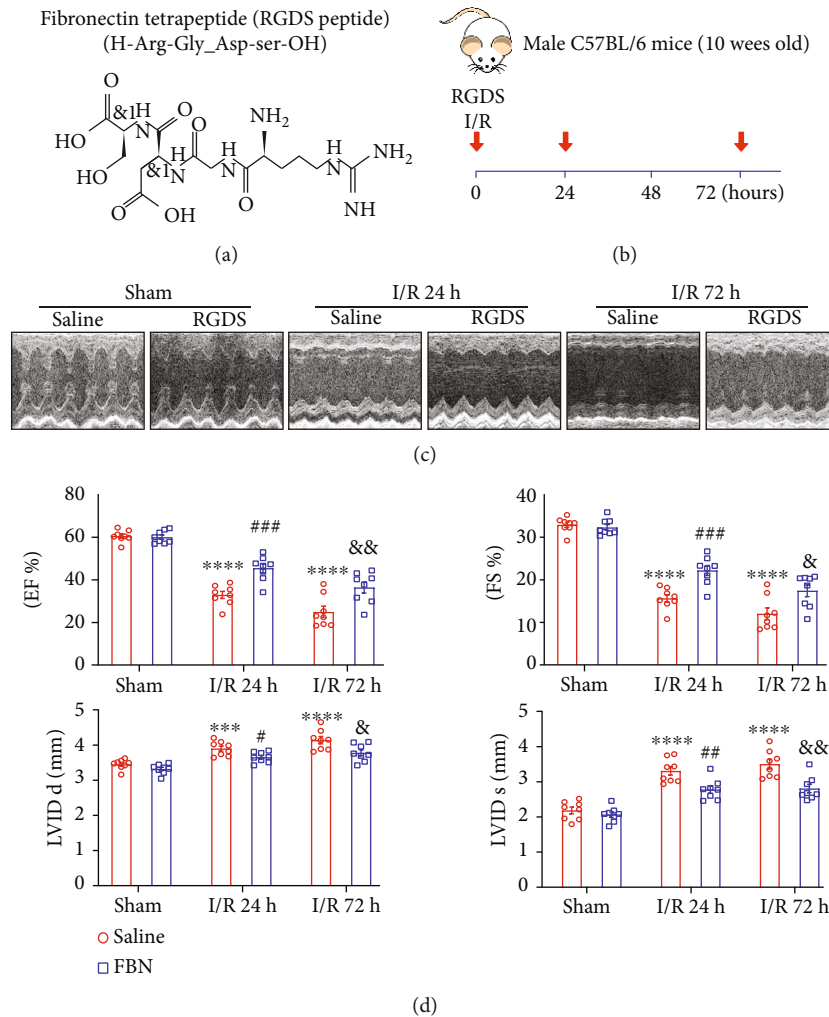 Fibronectin tetrapeptide (RGDS peptide)
(H-Arg-Gly_Asp-ser-OH)
O
&1
H
N
O
HO
HO
&1
N
H
O
H
N
O
OH
O
NH2
H
N
NH2
NH
(a)
Male C57BL/6 mice (10 wees old)
RGDS
I/R
0 24 48 72 (hours)
(b)
Sham I/R 24 h I/R 72 h
Saline RGDS Saline RGDS Saline RGDS
(c)
(EF %)
80
60
40
20
0
****
###
****
&&
Sham I/R 24 h I/R 72 h
(FS %)
40
30
20
10
0
****
###
****
&
Sham I/R 24 h I/R 72 h
LVID d (mm)
5
4
3
2
1
0
***
#
****
&
Sham I/R 24 h I/R 72 h
Saline
FBN
LVID s (mm)
5
4
3
2
1
0
****
##
****
&&
Sham I/R 24 h I/R 72 h
(d)